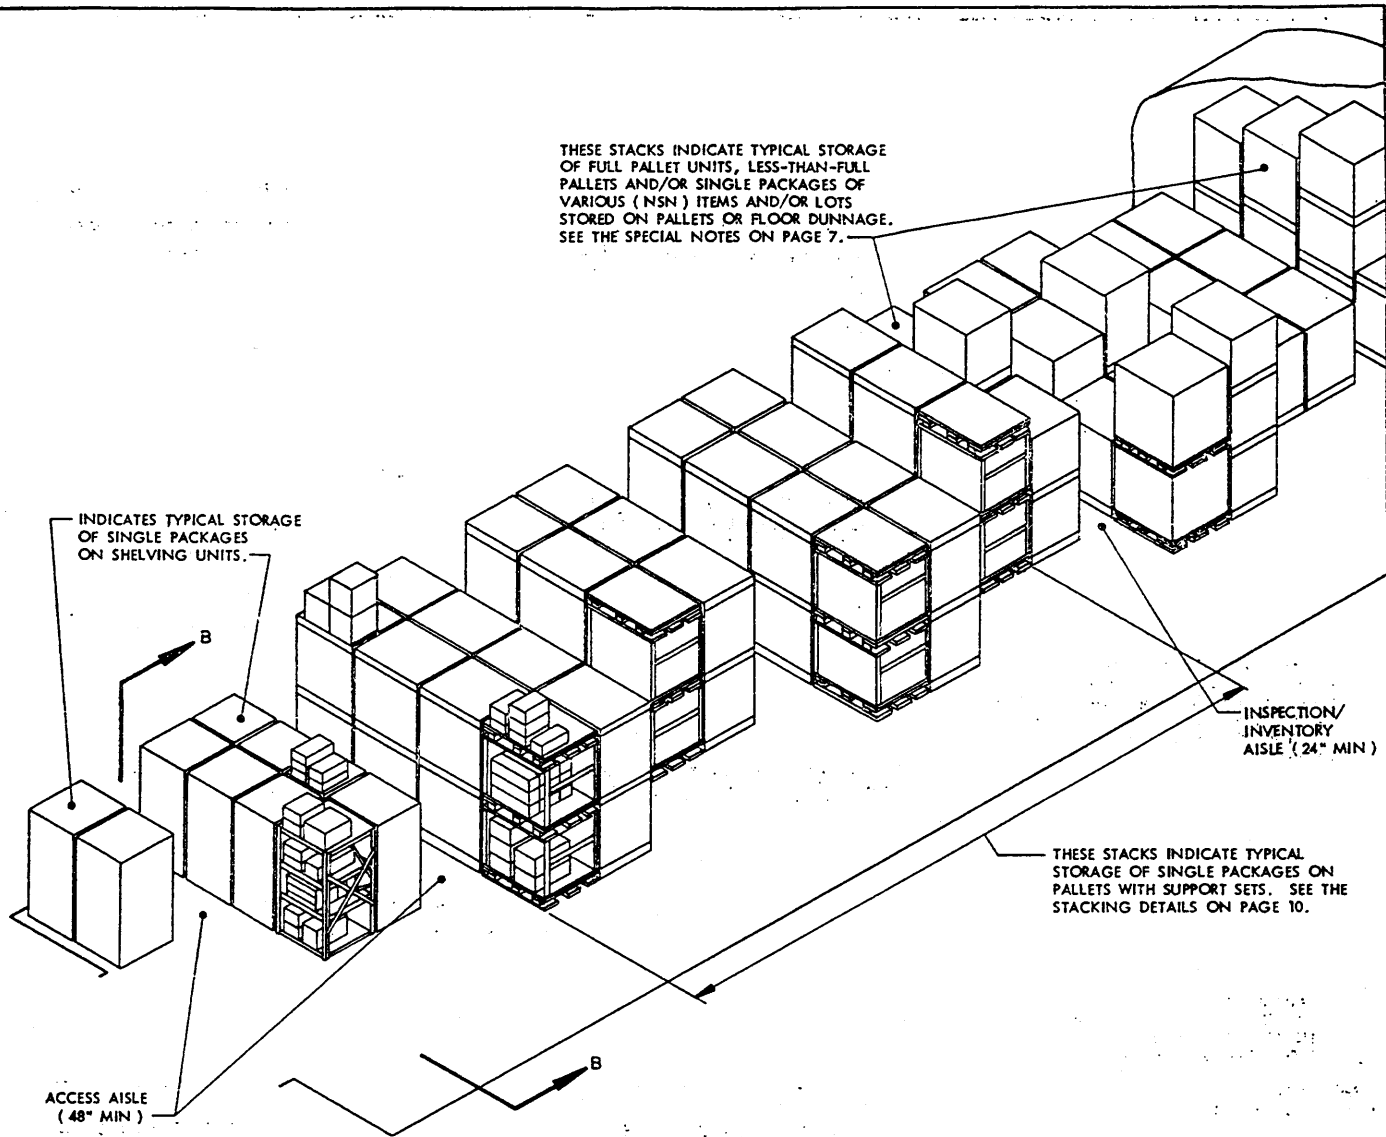 THESE STACKS INDICATE TYPICAL STORAGE
OF FULL PALLET UNITS, LESS-THAN-FULL
PALLETS AND/OR SINGLE PACKAGES OF
VARIOUS (NSN) ITEMS AND/OR LOTS
STORED ON PALLETS OR FLOOR DUNNAGE.
SEE THE SPECIAL NOTES ON PAGE 7.
INDICATES TYPICAL STORAGE
OF SINGLE PACKAGES
ON SHELVING UNITS.
B
INSPECTION/
INVENTORY
AISLE (24" MIN)
THESE STACKS INDICATE TYPICAL
STORAGE OF SINGLE PACKAGES ON
PALLETS WITH SUPPORT SETS. SEE THE
STACKING DETAILS ON PAGE 10.
B
ACCESS AISLE
(48" MIN)